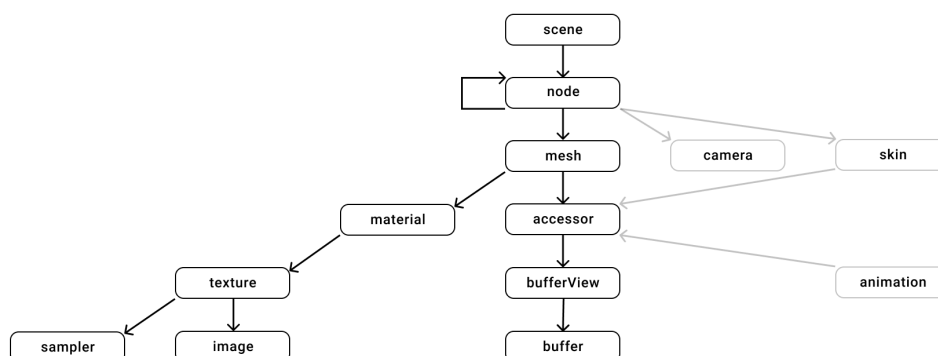 scene
node
mesh
camera
skin
material
accessor
texture
bufferView
animation
sampler
image
buffer